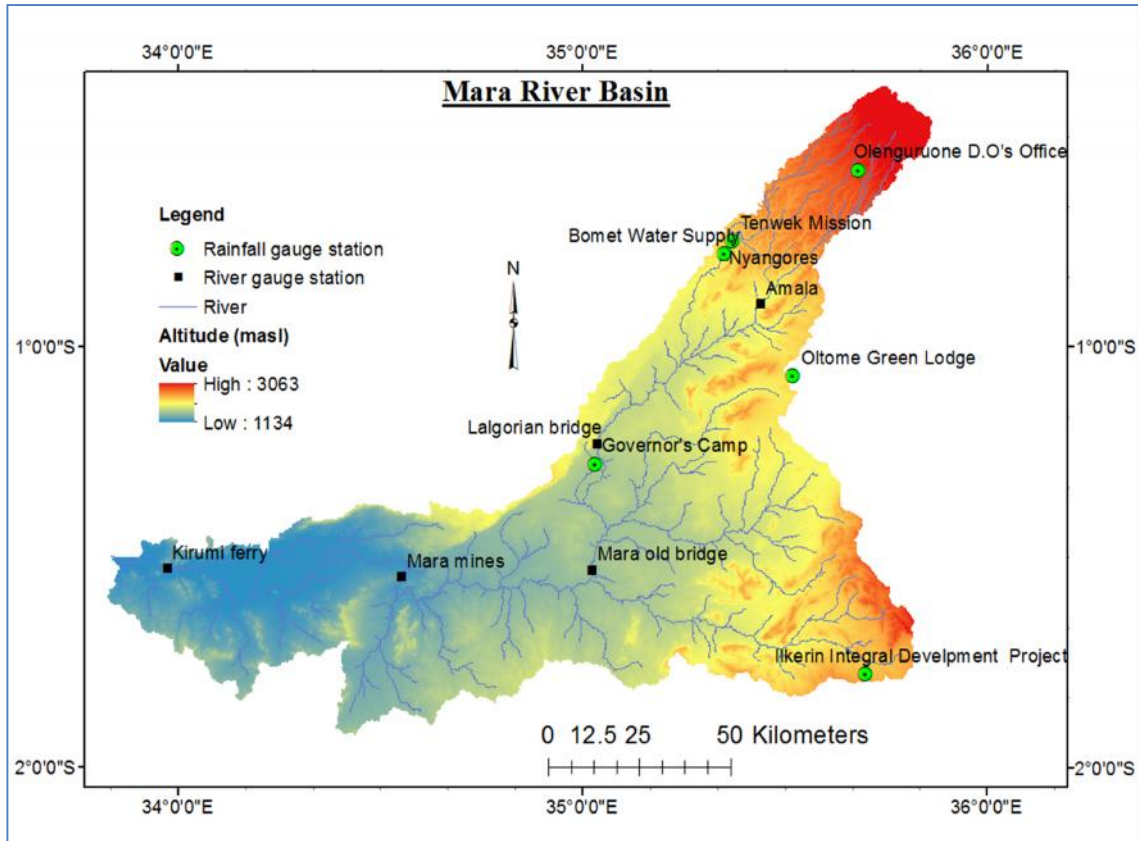 34°0'0"E 35°0'0"E 36°0'0"E
Mara River Basin
Olenguruone D.O's Office
Legend
Rainfall gauge station
River gauge station
River
Altitude (masl)
Value
High : 3063
Low : 1134
N
Tenwek Mission
Bomet Water Supply
Nyangores
Amala
1°0'0"S 1°0'0"S
Oltome Green Lodge
Lalgorian bridge
Governor's Camp
Kirumi ferry
Mara mines
Mara old bridge
Ilkerin Integral Develpment Project
0 12.5 25 50 Kilometers
2°0'0"S 2°0'0"S
34°0'0"E 35°0'0"E 36°0'0"E